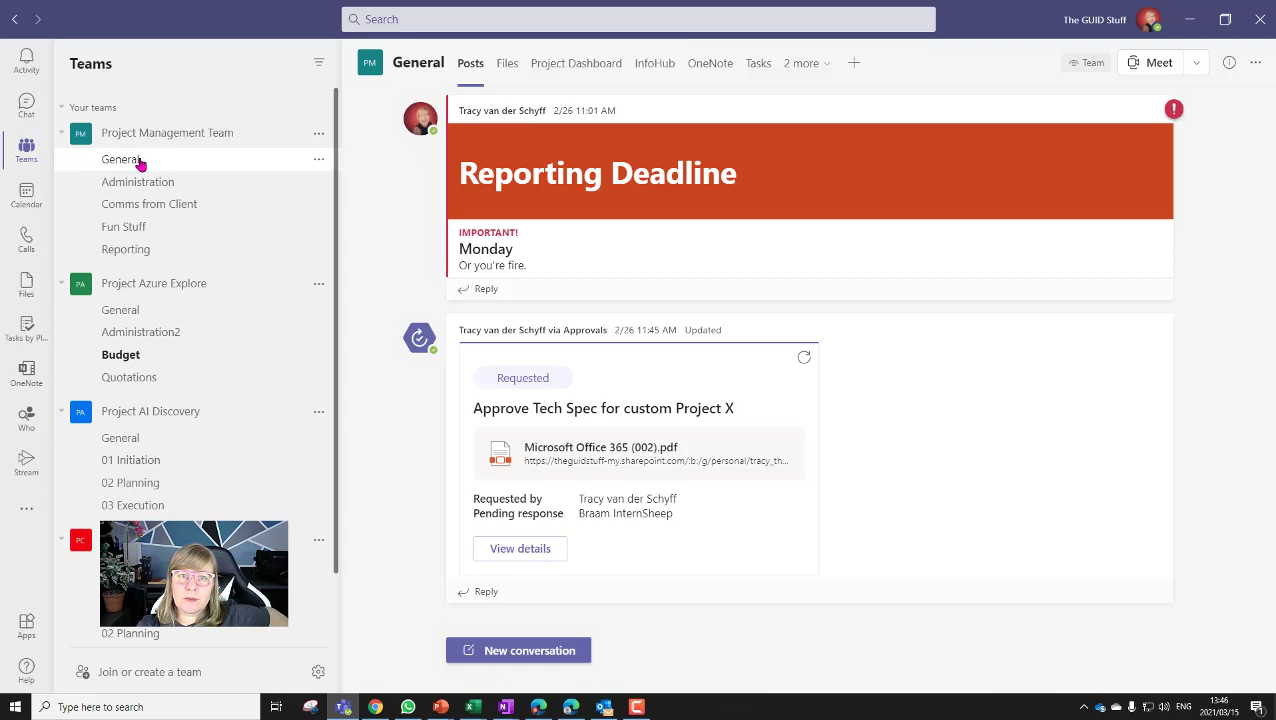 Search
The GUID Stuff
Activity
Chat
Teams
Calendar
Calls
Files
Tasks by Pl...
OneNote
Who
Stream
Apps
Help
Teams
Your teams
PM Project Management Team
General
Administration
Comms from Client
Fun Stuff
Reporting
PA Project Azure Explore
General
Administration2
Budget
Quotations
PA Project AI Discovery
General
01 Initiation
02 Planning
03 Execution
PC
02 Planning
Join or create a team
PM General Posts Files Project Dashboard InfoHub OneNote Tasks 2 more
Team Meet
Tracy van der Schyff 2/26 11:01 AM
Reporting Deadline
IMPORTANT!
Monday
Or you're fire.
Reply
Tracy van der Schyff via Approvals 2/26 11:45 AM Updated
Requested
Approve Tech Spec for custom Project X
Microsoft Office 365 (002).pdf
https://theguidstuff-my.sharepoint.com/:b:/g/personal/tracy_th...
Requested by Tracy van der Schyff
Pending response Braam InternSheep
View details
Reply
New conversation
Type here to search
ENG
13:46
2021/03/15